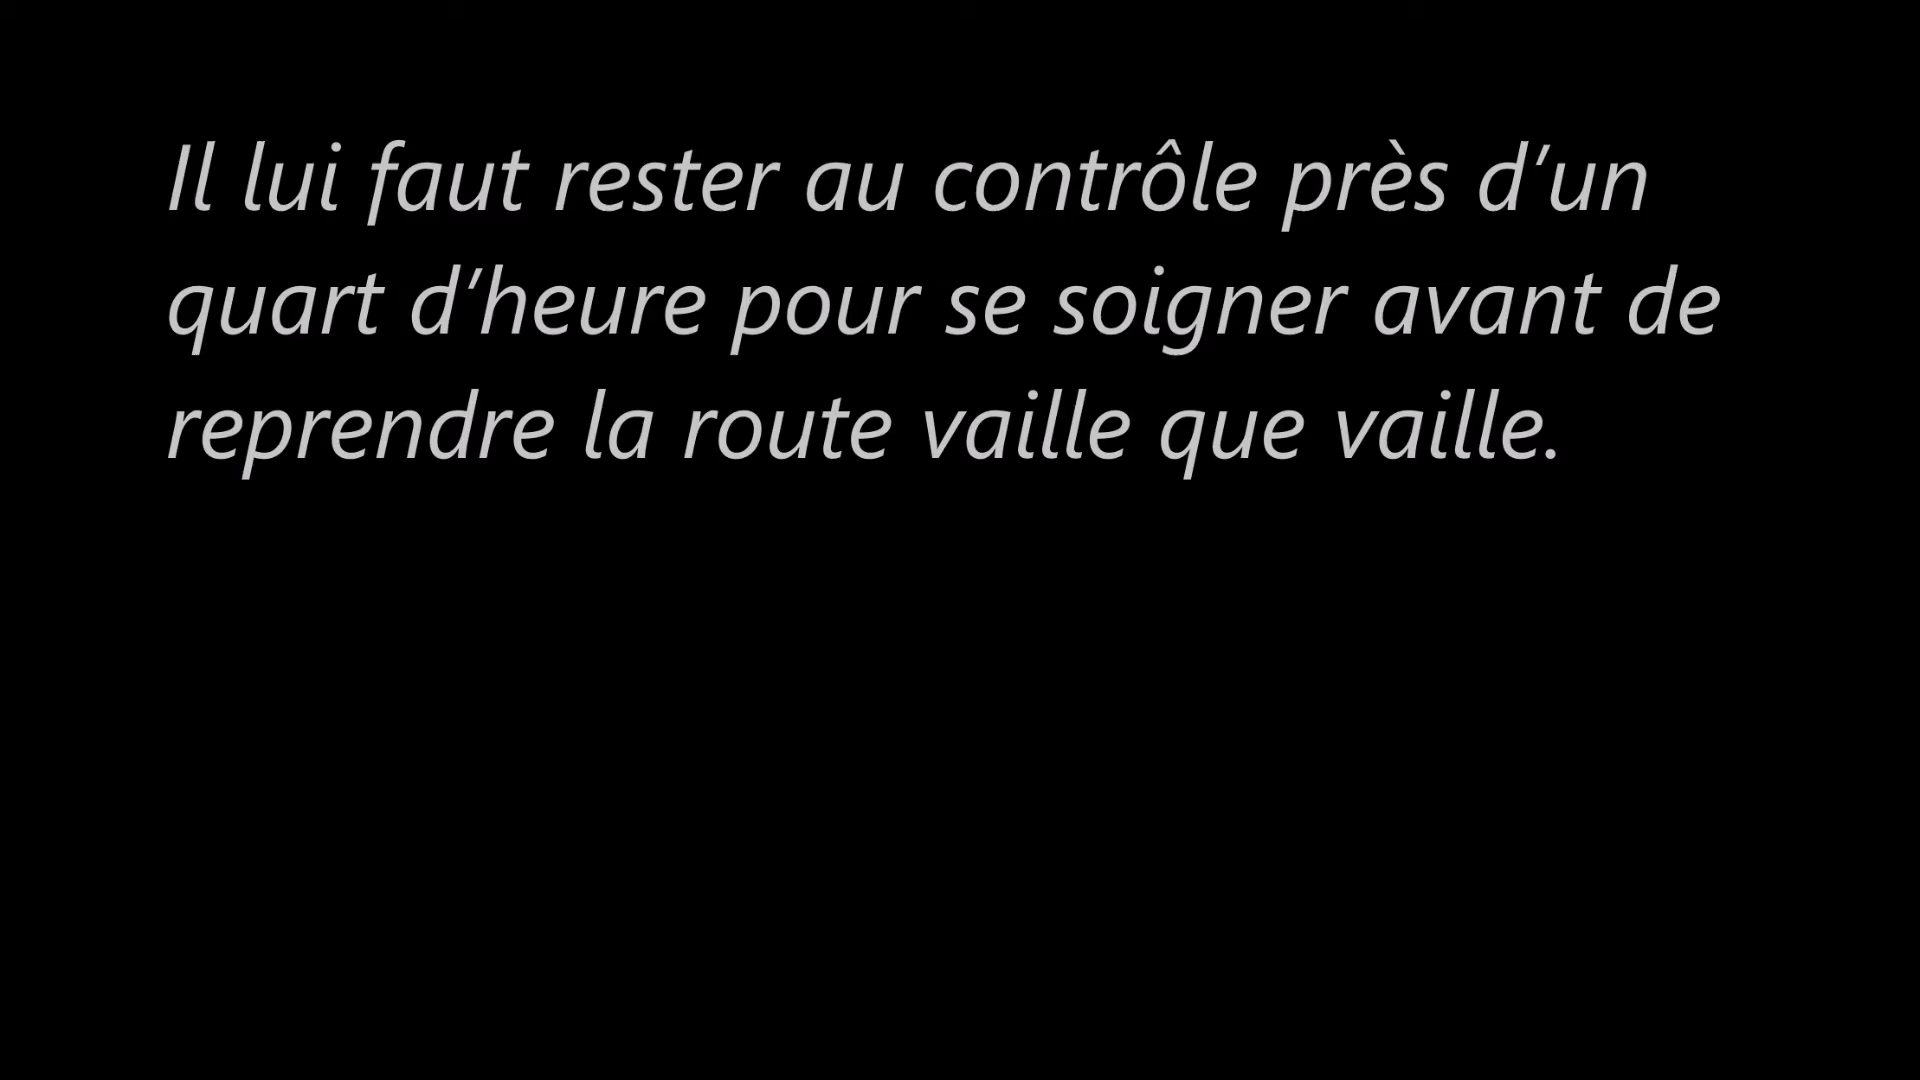 Il lui faut rester au contrôle près d’un
quart d’heure pour se soigner avant de
reprendre la route vaille que vaille.